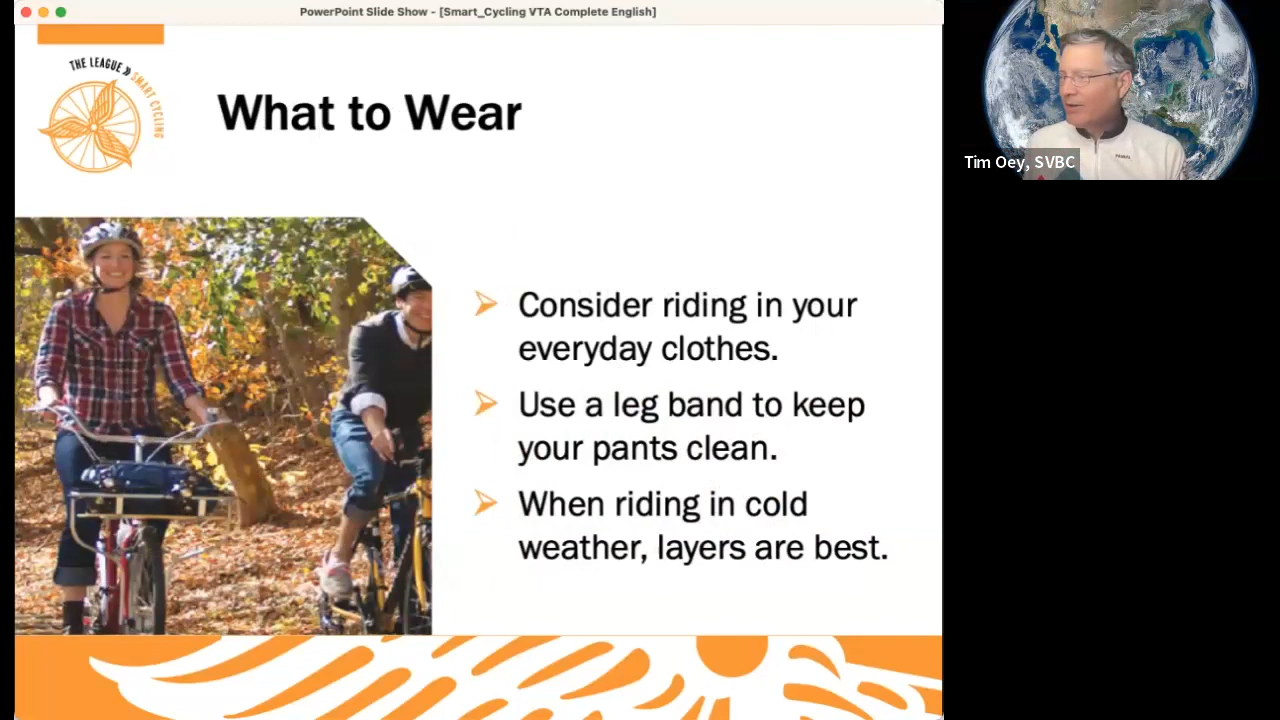 PowerPoint Slide Show - [Smart_Cycling VTA Complete English]
THE LEAGUE
SMART CYCLING
What to Wear
Tim Oey, SVBC
Consider riding in your
everyday clothes.
Use a leg band to keep
your pants clean.
When riding in cold
weather, layers are best.